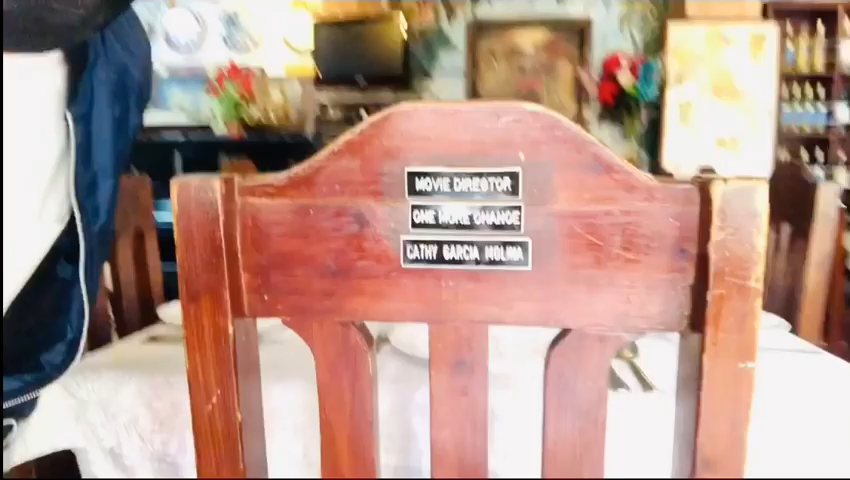 MOVIE DIRECTOR
ONE MORE CHANCE
CATHY GARCIA MOLINA